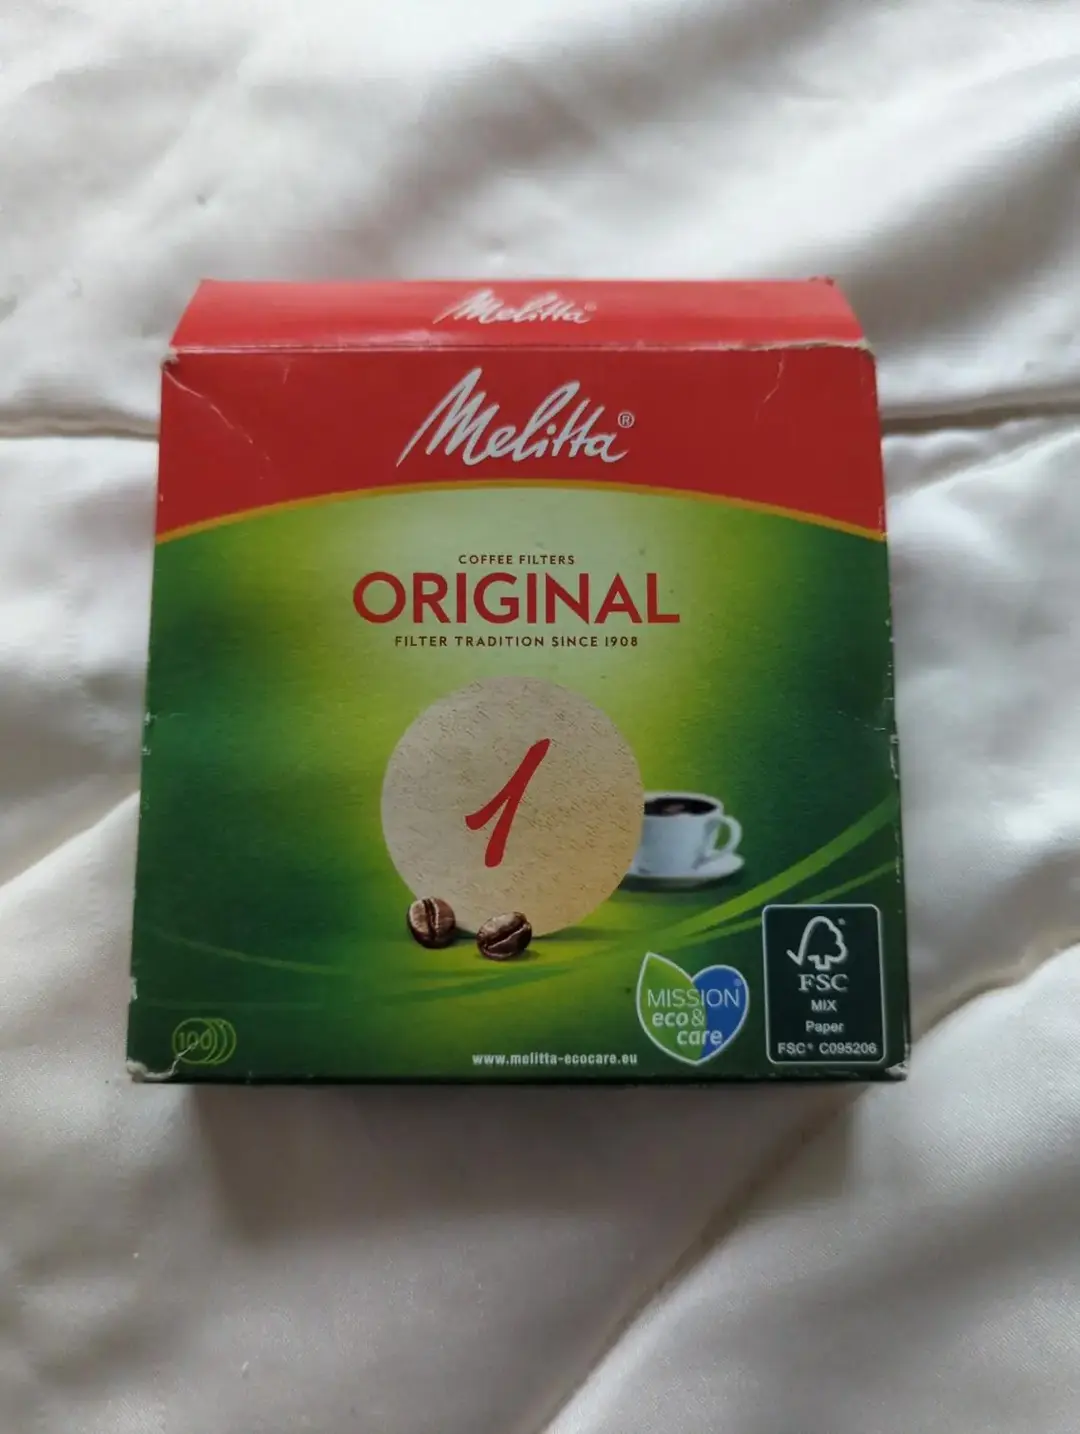 Melitta®
Melitta®
COFFEE FILTERS
ORIGINAL
FILTER TRADITION SINCE 1908
1
MISSION
eco &
care
www.melitta-ecocare.eu
100
FSC
MIX
Paper
FSC® C095206